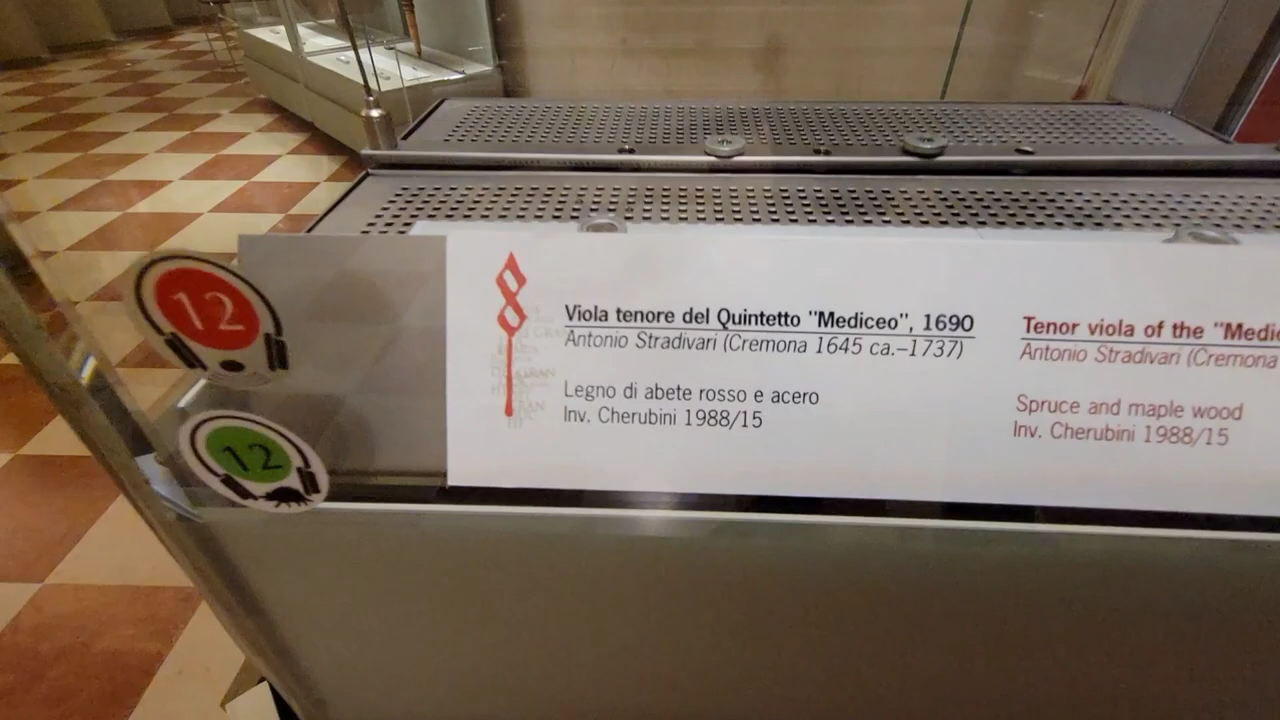 12
12
Viola tenore del Quintetto "Mediceo", 1690
Antonio Stradivari (Cremona 1645 ca.–1737)
Legno di abete rosso e acero
Inv. Cherubini 1988/15
Tenor viola of the "Medic
Antonio Stradivari (Cremona
Spruce and maple wood
Inv. Cherubini 1988/15